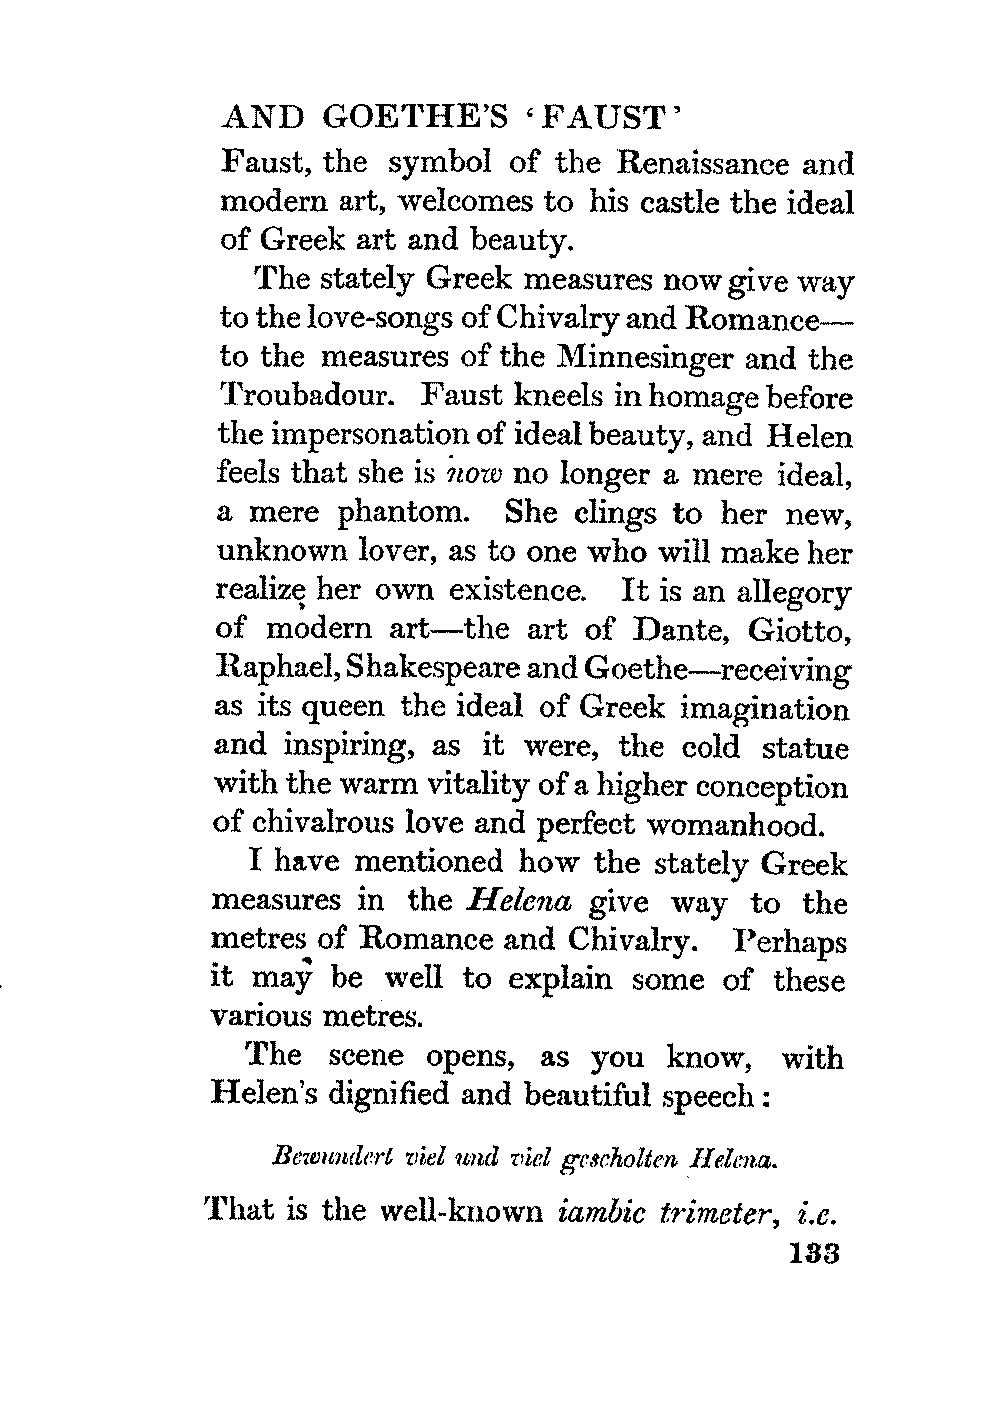 AND GOETHE'S ‘FAUST’
Faust, the symbol of the Renaissance and
modern art, welcomes to his castle the ideal
of Greek art and beauty.
The stately Greek measures now give way
to the love-songs of Chivalry and Romance—
to the measures of the Minnesinger and the
Troubadour. Faust kneels in homage before
the impersonation of ideal beauty, and Helen
feels that she is now no longer a mere ideal,
a mere phantom. She clings to her new,
unknown lover, as to one who will make her
realize her own existence. It is an allegory
of modern art—the art of Dante, Giotto,
Raphael, Shakespeare and Goethe—receiving
as its queen the ideal of Greek imagination
and inspiring, as it were, the cold statue
with the warm vitality of a higher conception
of chivalrous love and perfect womanhood.
I have mentioned how the stately Greek
measures in the Helena give way to the
metres of Romance and Chivalry. Perhaps
it may be well to explain some of these
various metres.
The scene opens, as you know, with
Helen's dignified and beautiful speech:
Bewundert viel und viel gescholten Helena.
That is the well-known iambic trimeter, i.e.
133